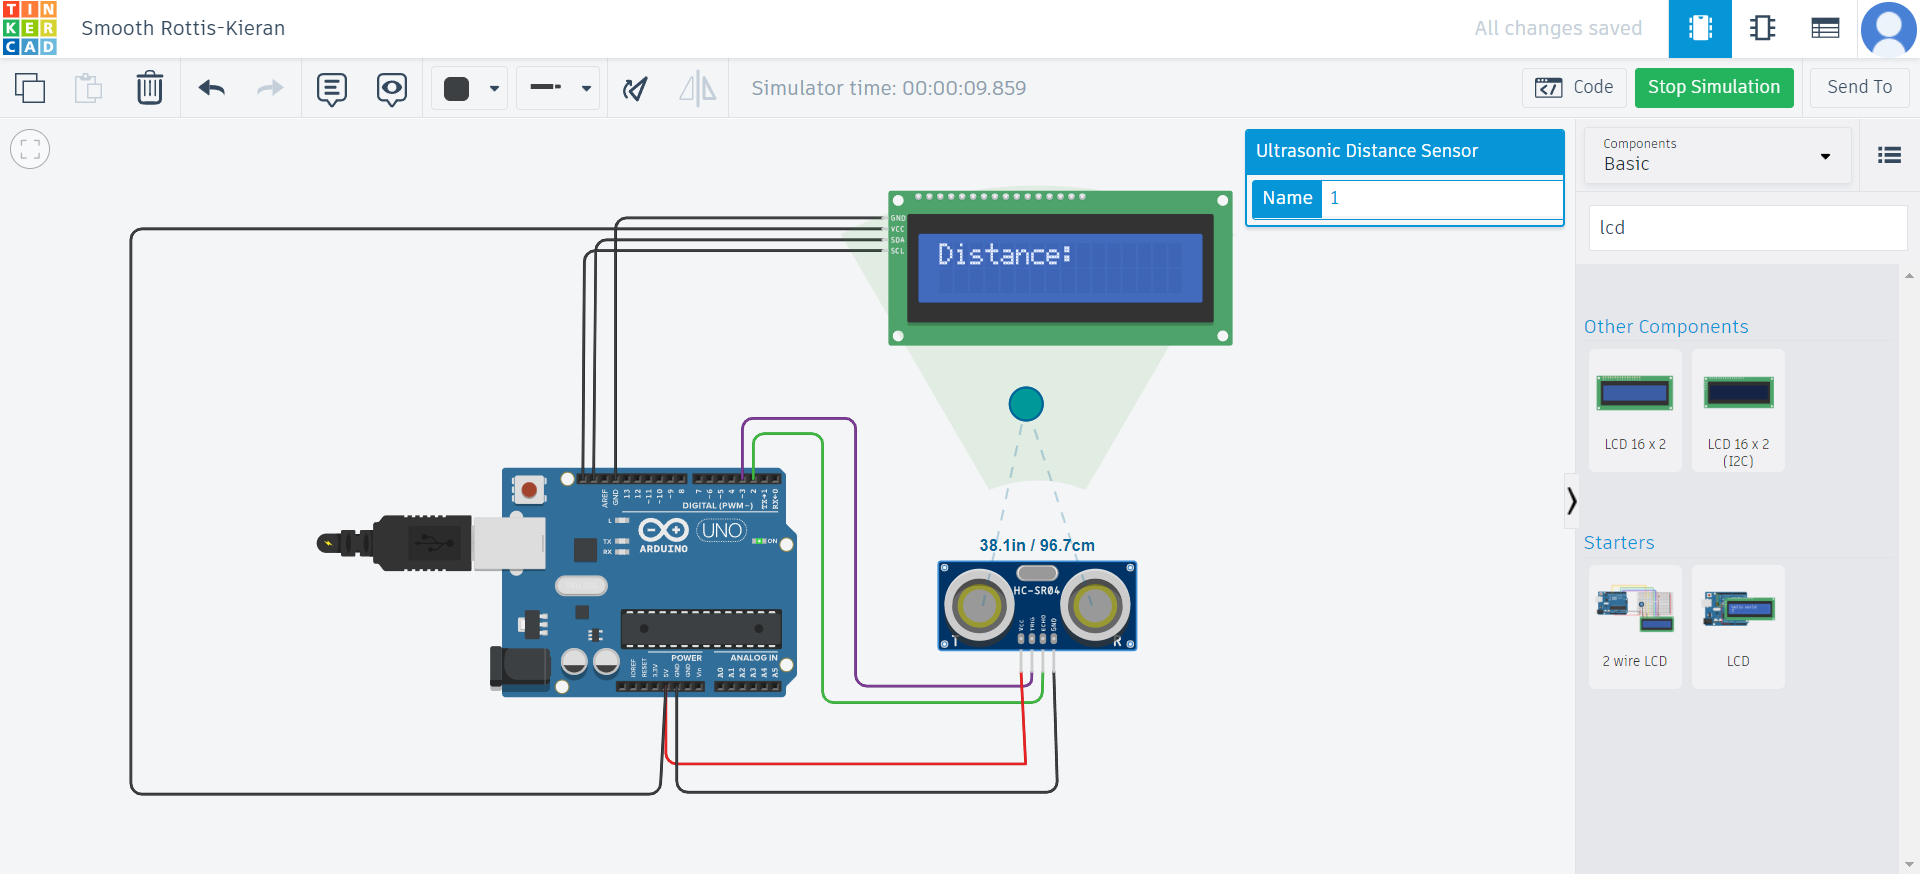 TIN
KER
CAD
Smooth Rottis-Kieran
All changes saved
Simulator time: 00:00:09.859
Code
Stop Simulation
Send To
Ultrasonic Distance Sensor
Name
1
Components
Basic
lcd
Other Components
LCD 16 x 2
LCD 16 x 2
(I2C)
Starters
2 wire LCD
LCD
GND
VCC
SDA
SCL
Distance:
38.1in / 96.7cm
HC-SR04
VCC
TRIG
ECHO
GND
T
R
AREF
GND
13
12
~11
~10
~9
8
7
~6
~5
4
~3
2
TX→1
RX←0
DIGITAL (PWM~)
L
TX
RX
ARDUINO
UNO
ON
POWER
ANALOG IN
IOREF
RESET
3.3V
5V
GND
GND
Vin
A0
A1
A2
A3
A4
A5